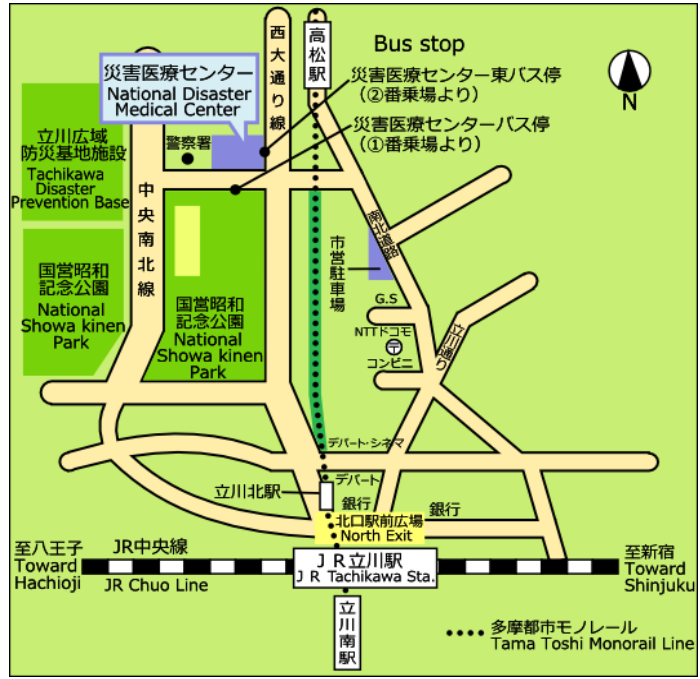 西大通り線
高松駅
Bus stop
災害医療センター
National Disaster
Medical Center
災害医療センター東バス停
(②番乗場より)
災害医療センターバス停
(①番乗場より)
N
立川広域
防災基地施設
Tachikawa
Disaster
Prevention Base
警察署
中央南北線
南北道路
市営駐車場
国営昭和
記念公園
National
Showa kinen
Park
国営昭和
記念公園
National
Showa kinen
Park
G.S
NTTドコモ
〒
コンビニ
立川通り
デパート・シネマ
デパート
立川北駅
銀行
銀行
北口駅前広場
North Exit
至八王子
Toward
Hachioji
JR中央線
JR Chuo Line
JR立川駅
J R Tachikawa Sta.
至新宿
Toward
Shinjuku
立川南駅
多摩都市モノレール
Tama Toshi Monorail Line